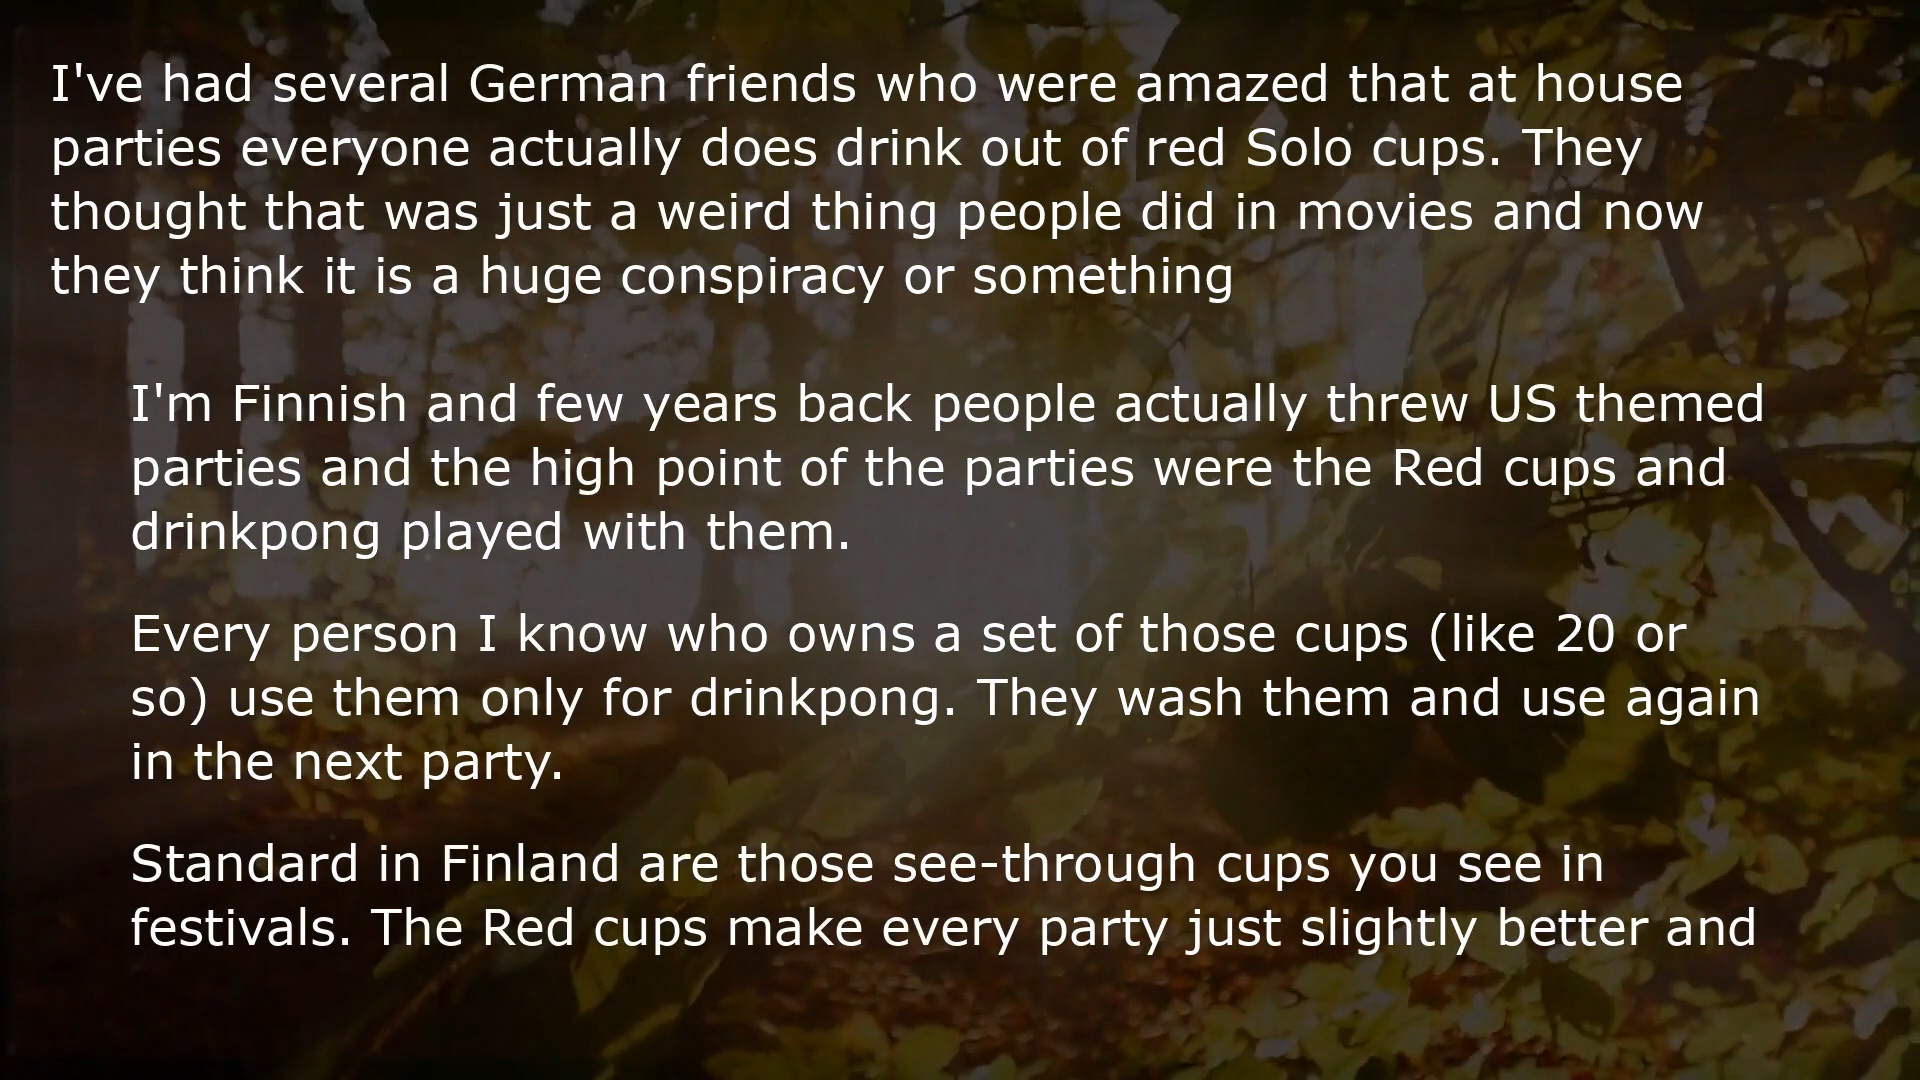 I've had several German friends who were amazed that at house
parties everyone actually does drink out of red Solo cups. They
thought that was just a weird thing people did in movies and now
they think it is a huge conspiracy or something
I'm Finnish and few years back people actually threw US themed
parties and the high point of the parties were the Red cups and
drinkpong played with them.
Every person I know who owns a set of those cups (like 20 or
so) use them only for drinkpong. They wash them and use again
in the next party.
Standard in Finland are those see-through cups you see in
festivals. The Red cups make every party just slightly better and